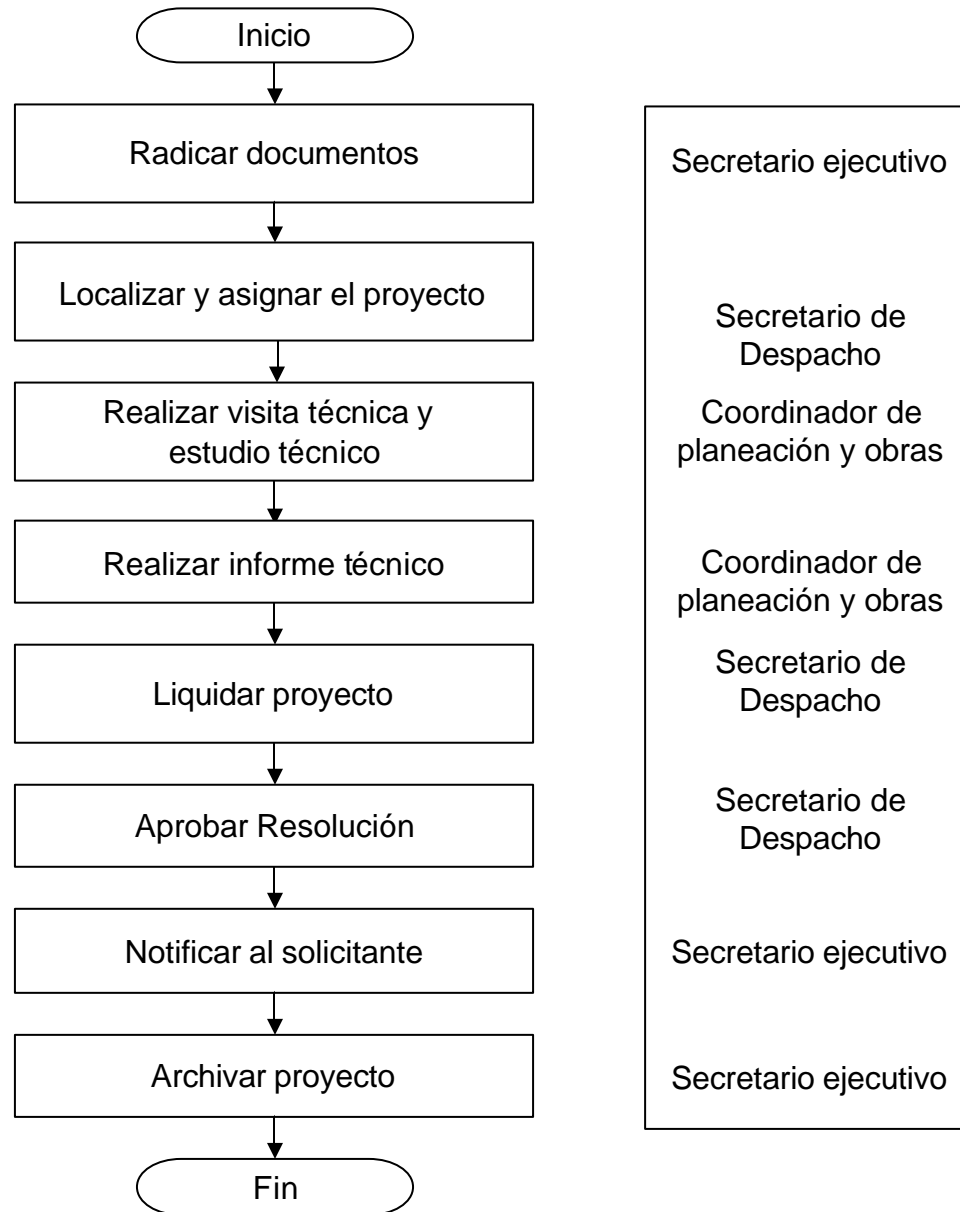 Inicio
Radicar documentos
Secretario ejecutivo
Localizar y asignar el proyecto
Secretario de
Despacho
Realizar visita técnica y
estudio técnico
Coordinador de
planeación y obras
Realizar informe técnico
Coordinador de
planeación y obras
Liquidar proyecto
Secretario de
Despacho
Aprobar Resolución
Secretario de
Despacho
Notificar al solicitante
Secretario ejecutivo
Archivar proyecto
Secretario ejecutivo
Fin